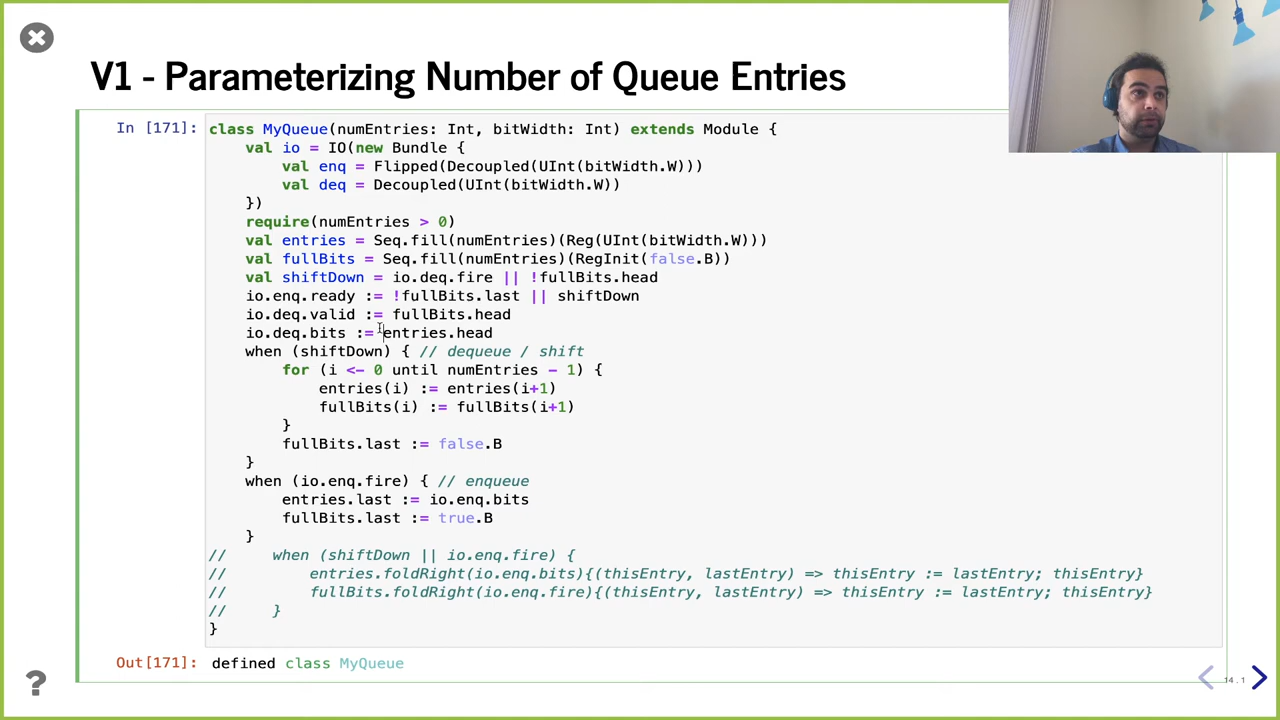 V1 - Parameterizing Number of Queue Entries
In [171]:
class MyQueue(numEntries: Int, bitWidth: Int) extends Module {
val io = IO(new Bundle {
val enq = Flipped(Decoupled(UInt(bitWidth.W)))
val deq = Decoupled(UInt(bitWidth.W))
})
require(numEntries > 0)
val entries = Seq.fill(numEntries)(Reg(UInt(bitWidth.W)))
val fullBits = Seq.fill(numEntries)(RegInit(false.B))
val shiftDown = io.deq.fire || !fullBits.head
io.enq.ready := !fullBits.last || shiftDown
io.deq.valid := fullBits.head
io.deq.bits := entries.head
when (shiftDown) { // dequeue / shift
for (i <- 0 until numEntries - 1) {
entries(i) := entries(i+1)
fullBits(i) := fullBits(i+1)
}
fullBits.last := false.B
}
when (io.enq.fire) { // enqueue
entries.last := io.enq.bits
fullBits.last := true.B
}
// when (shiftDown || io.enq.fire) {
// entries.foldRight(io.enq.bits){(thisEntry, lastEntry) => thisEntry := lastEntry; thisEntry}
// fullBits.foldRight(io.enq.fire){(thisEntry, lastEntry) => thisEntry := lastEntry; thisEntry}
// }
}
Out[171]: defined class MyQueue
?
14.1